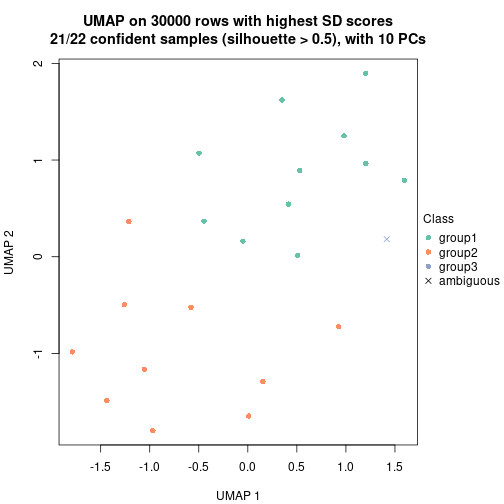 UMAP on 30000 rows with highest SD scores
21/22 confident samples (silhouette > 0.5), with 10 PCs
2
1
0
-1
UMAP 2
-1.5
-1.0
-0.5
0.0
0.5
1.0
1.5
UMAP 1
Class
group1
group2
group3
ambiguous